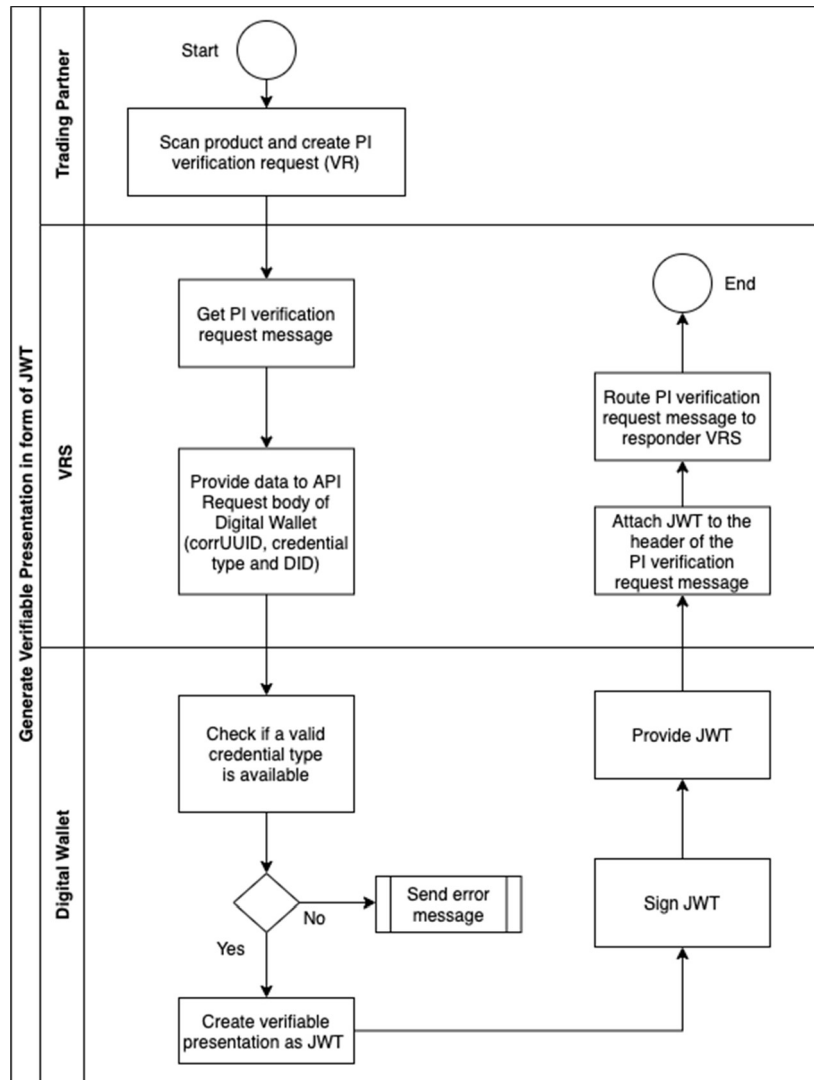 Generate Verifiable Presentation in form of JWT
Trading Partner
Start
Scan product and create PI
verification request (VR)
VRS
Get PI verification
request message
Provide data to API
Request body of
Digital Wallet
(corrUUID, credential
type and DID)
End
Route PI verification
request message to
responder VRS
Attach JWT to the
header of the
PI verification
request message
Digital Wallet
Check if a valid
credential type
is available
No
Yes
Send error
message
Create verifiable
presentation as JWT
Provide JWT
Sign JWT